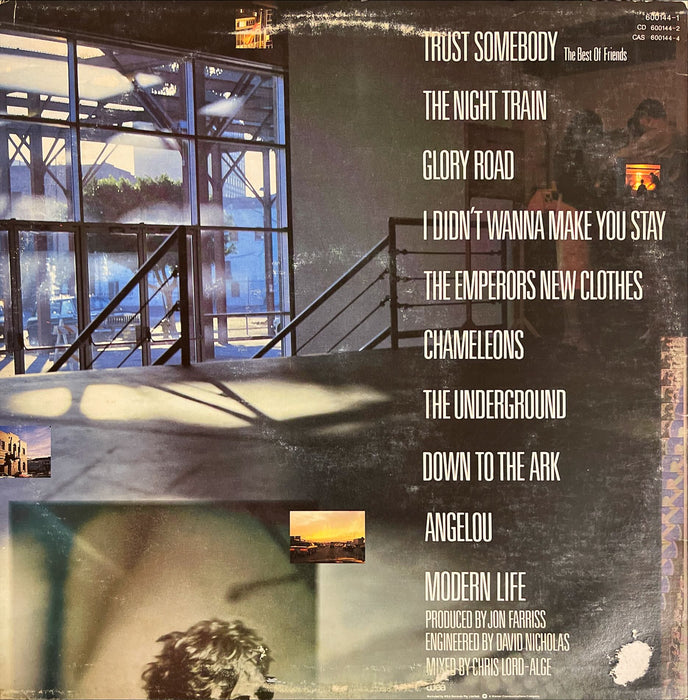 600144-1
CD 600144-2
CAS 600144-4
TRUST SOMEBODY The Best Of Friends
THE NIGHT TRAIN
GLORY ROAD
I DIDN'T WANNA MAKE YOU STAY
THE EMPERORS NEW CLOTHES
CHAMELEONS
THE UNDERGROUND
DOWN TO THE ARK
ANGELOU
MODERN LIFE
PRODUCED BY JON FARRISS
ENGINEERED BY DAVID NICHOLAS
MIXED BY CHRIS LORD-ALGE
wea